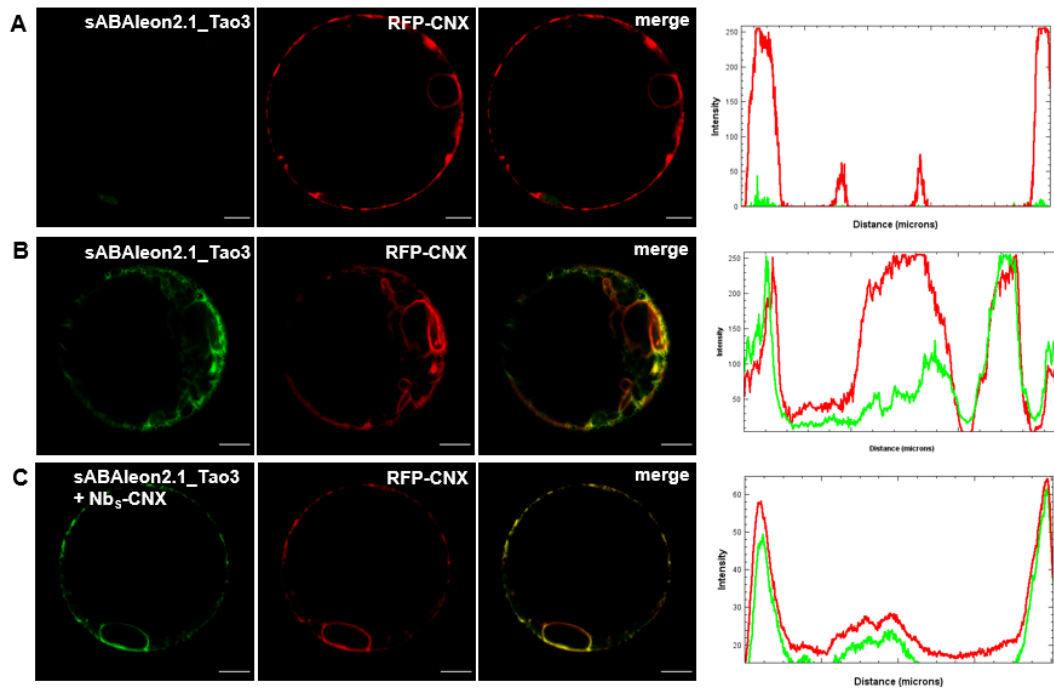 A
sABAleon2.1_Tao3
RFP-CNX
merge
250
200
150
100
50
0
Intensity
Distance (microns)
B
sABAleon2.1_Tao3
RFP-CNX
merge
250
200
150
100
50
Intensity
Distance (microns)
C
sABAleon2.1_Tao3
+ Nbs-CNX
RFP-CNX
merge
60
50
40
30
20
Intensity
Distance (microns)